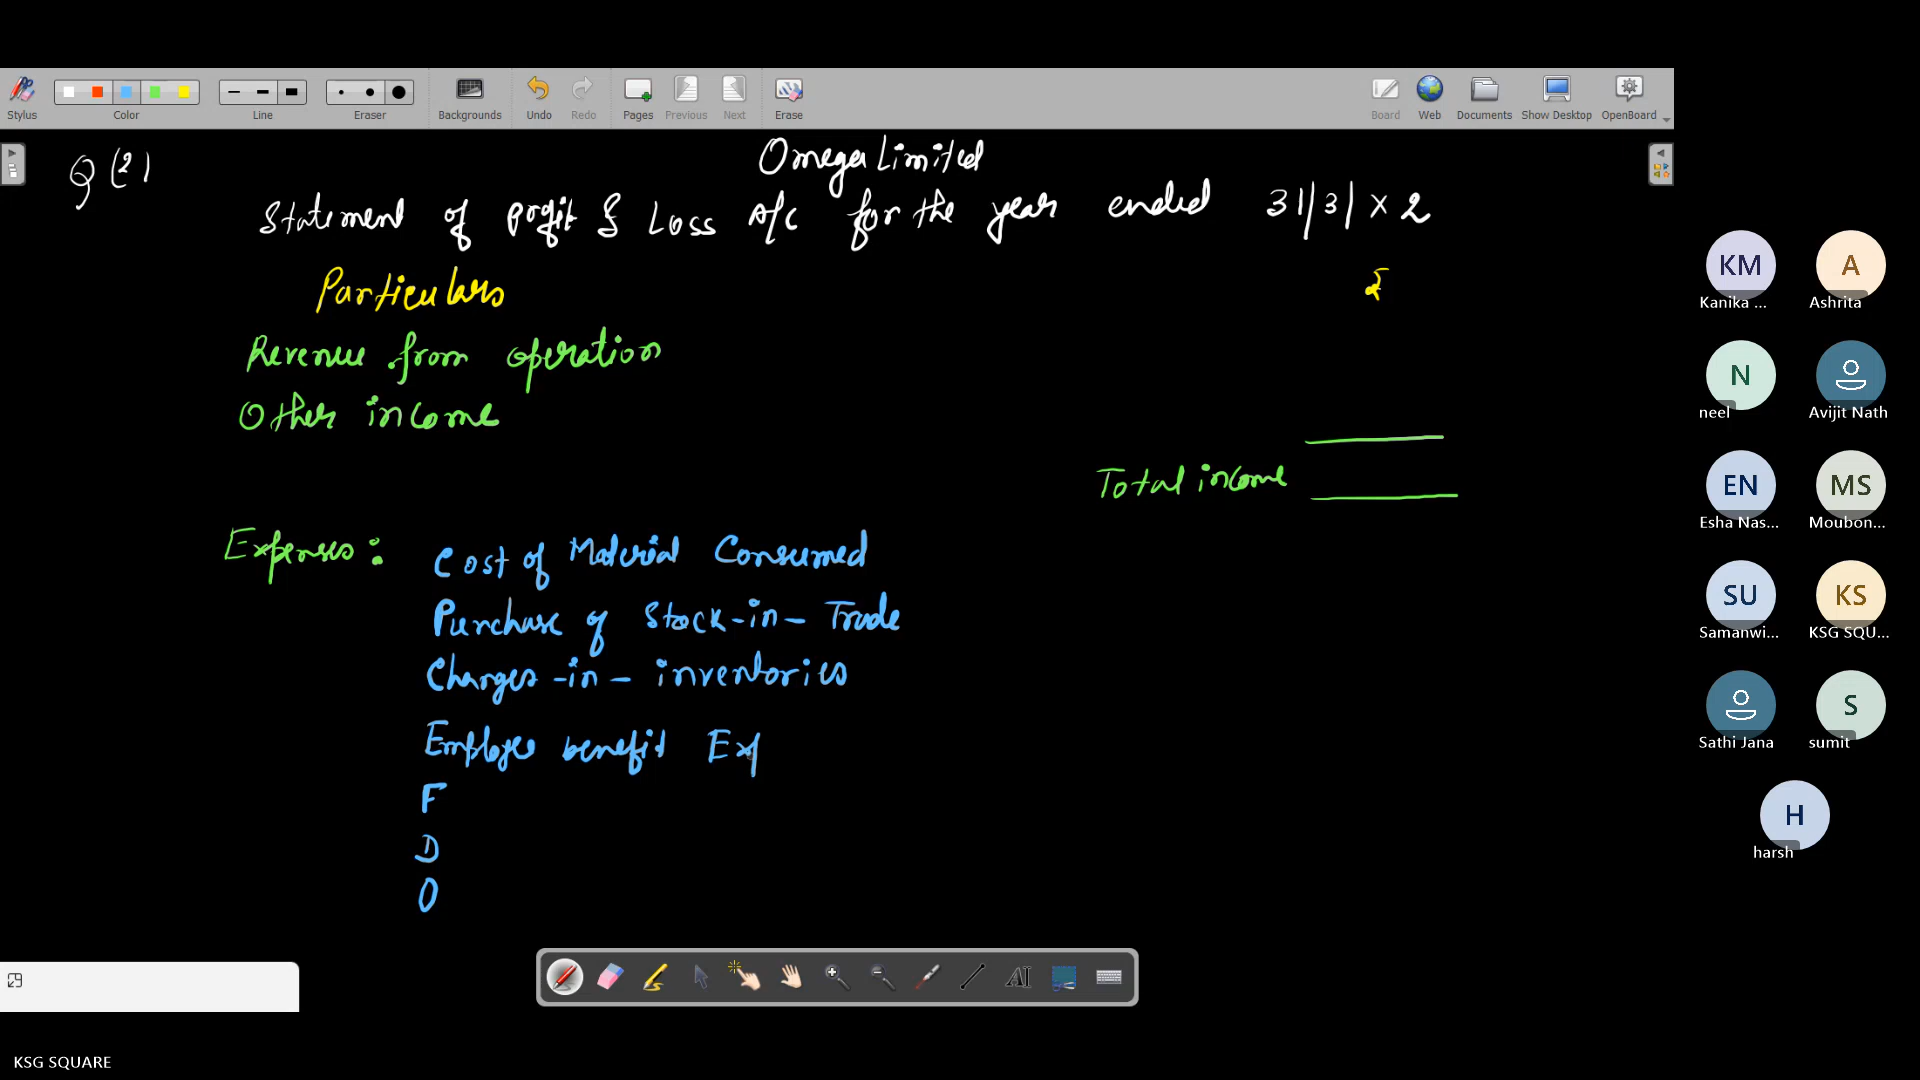 Stylus
Color
Line
Eraser
Backgrounds
Undo
Redo
Pages
Previous
Next
Erase
Board
Web
Documents
Show Desktop
OpenBoard
Q (2)
Omega Limited
Statement of Profit & Loss A/c for the year ended 31/3/ x 2
Particulars ₹
Revenue from operation
Other income
Total income
Expenses: Cost of Material Consumed
Purchase of Stock-in-Trade
Changes-in-inventories
Employee benefit Exp
F
D
O
KM
Kanika ...
A
Ashrita
N
neel
Avijit Nath
EN
Esha Nas...
MS
Moubon...
SU
Samanwi...
KS
KSG SQU...
Sathi Jana
S
sumit
H
harsh
AI
KSG SQUARE